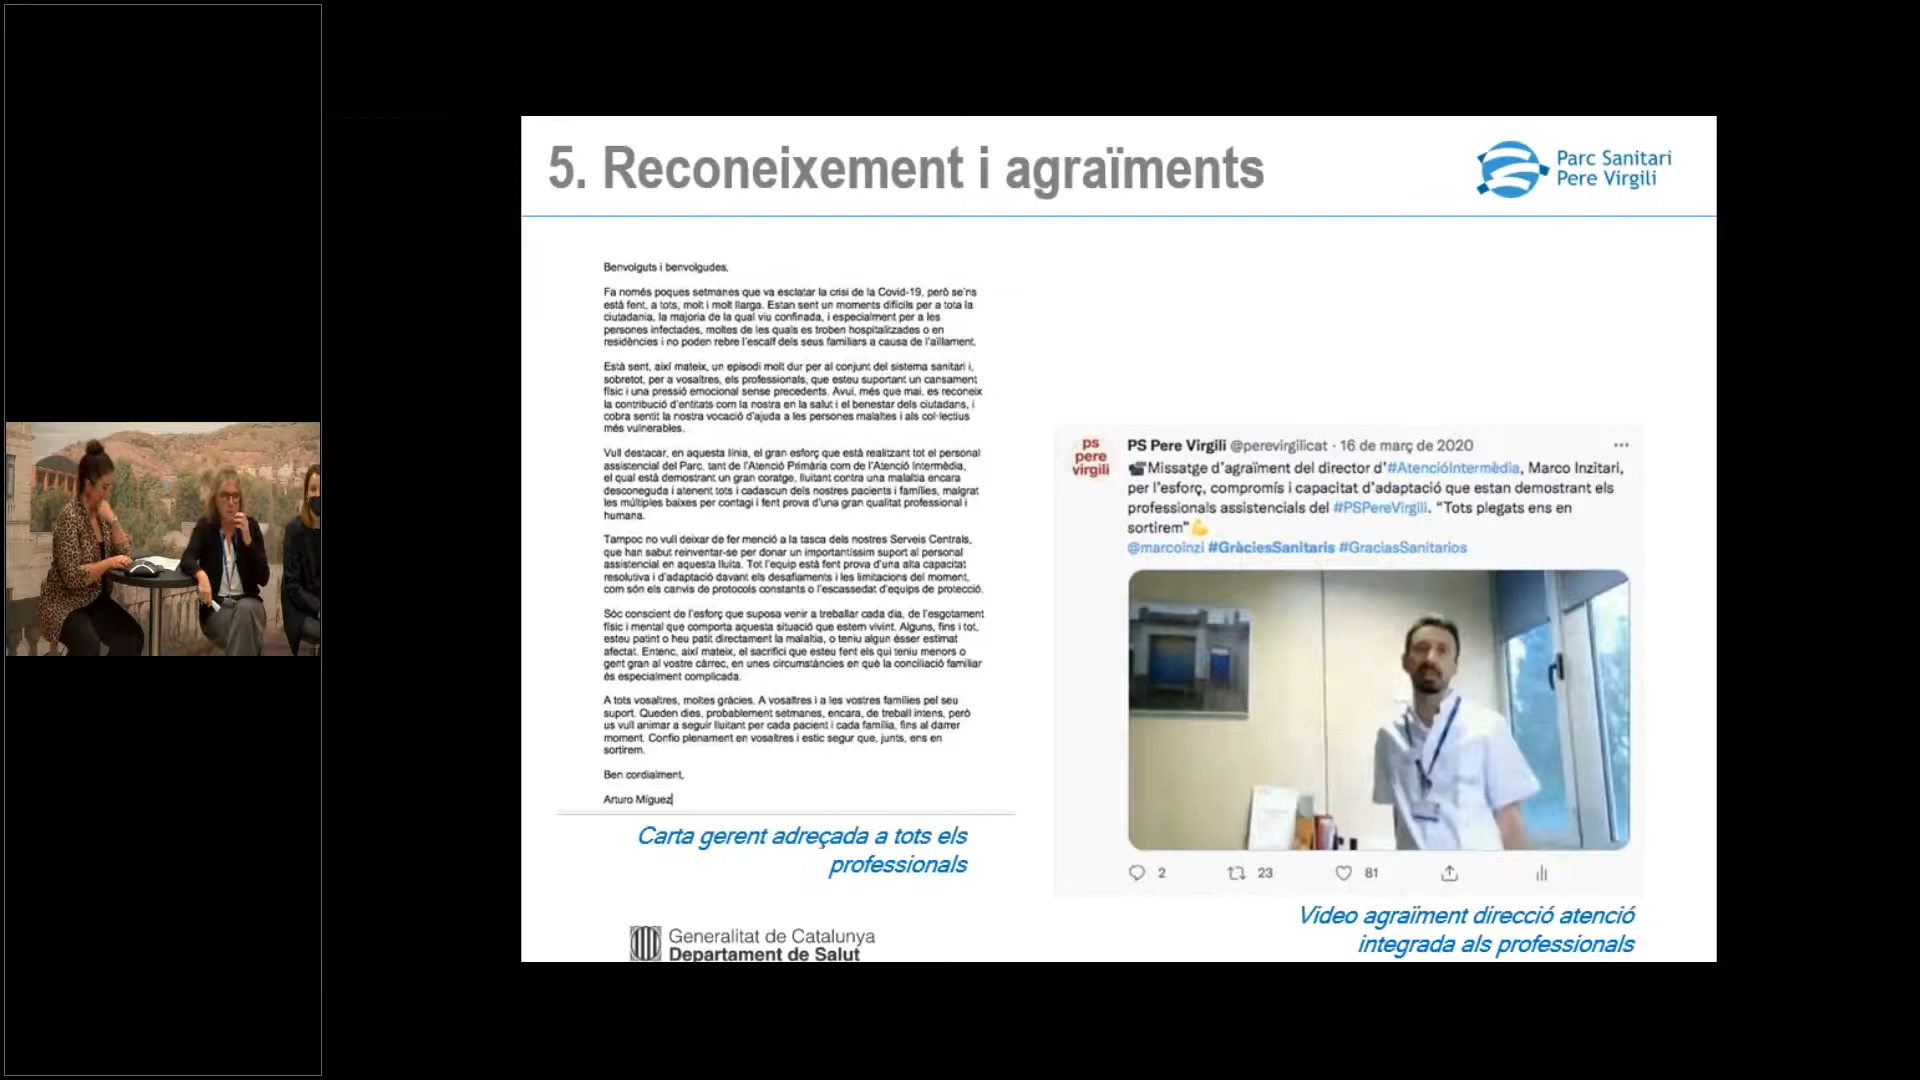 5. Reconeixement i agraïments
Parc Sanitari
Pere Virgili
Benvolguts i benvolgudes,
Fa només poques setmanes que va esclatar la crisi de la Covid-19, però se'ns
està fent, a tots, molt i molt llarga. Estan sent un moments difícils per a tota la
ciutadania, la majoria de la qual viu confinada, i especialment per a les
persones infectades, moltes de les quals es troben hospitalitzades o en
residències i no poden rebre l'escalf dels seus familiars a causa de l'aïllament.
Està sent, així mateix, un episodi molt dur per al conjunt del sistema sanitari i,
sobretot, per a vosaltres, els professionals, que esteu suportant un cansament
físic i una pressió emocional sense precedents. Avui, més que mai, es reconeix
la contribució d'entitats com la nostra en la salut i el benestar dels ciutadans, i
cobra sentit la nostra vocació d'ajuda a les persones malaltes i als col·lectius
més vulnerables.
Vull destacar, en aquesta línia, el gran esforç que està realitzant tot el personal
assistencial del Parc, tant de l'Atenció Primària com de l'Atenció Intermèdia,
el qual està demostrant un gran coratge, lluitant contra una malaltia encara
desconeguda i atenent tots i cadascun dels nostres pacients i famílies, malgrat
les múltiples baixes per contagi i fent prova d'una gran qualitat professional i
humana.
Tampoc no vull deixar de fer menció a la tasca dels nostres Serveis Centrals,
que han sabut reinventar-se per donar un importantíssim suport al personal
assistencial en aquesta lluita. Tot l'equip està fent prova d'una alta capacitat
resolutiva i d'adaptació davant els desafiaments i les limitacions del moment,
com són els canvis de protocols constants o l'escassedat d'equips de protecció.
Sóc conscient de l'esforç que suposa venir a treballar cada dia, de l'esgotament
físic i mental que comporta aquesta situació que estem vivint. Alguns, fins i tot,
esteu patint o heu patit directament la malaltia, o teniu algun ésser estimat
afectat. Entenc, així mateix, el sacrifici que esteu fent els qui teniu menors o
gent gran al vostre càrrec, en unes circumstàncies en què la conciliació familiar
és especialment complicada.
A tots vosaltres, moltes gràcies. A vosaltres i a les vostres famílies pel seu
suport. Queden dies, probablement setmanes, encara, de treball intens, però
us vull animar a seguir lluitant per cada pacient i cada família, fins al darrer
moment. Confio plenament en vosaltres i estic segur que, junts, ens en
sortirem.
Ben cordialment,
Arturo Míguez
Carta gerent adreçada a tots els
professionals
Generalitat de Catalunya
Departament de Salut
ps
pere
virgili
PS Pere Virgili @perevirgilicat · 16 de març de 2020
Missatge d'agraïment del director d'#AtencióIntermèdia, Marco Inzitari,
per l'esforç, compromís i capacitat d'adaptació que estan demostrant els
professionals assistencials del #PSPereVirgili. "Tots plegats ens en
sortirem"💪
@marcoinzi #GràciesSanitaris #GraciasSanitarios
2 23 81
Video agraïment direcció atenció
integrada als professionals